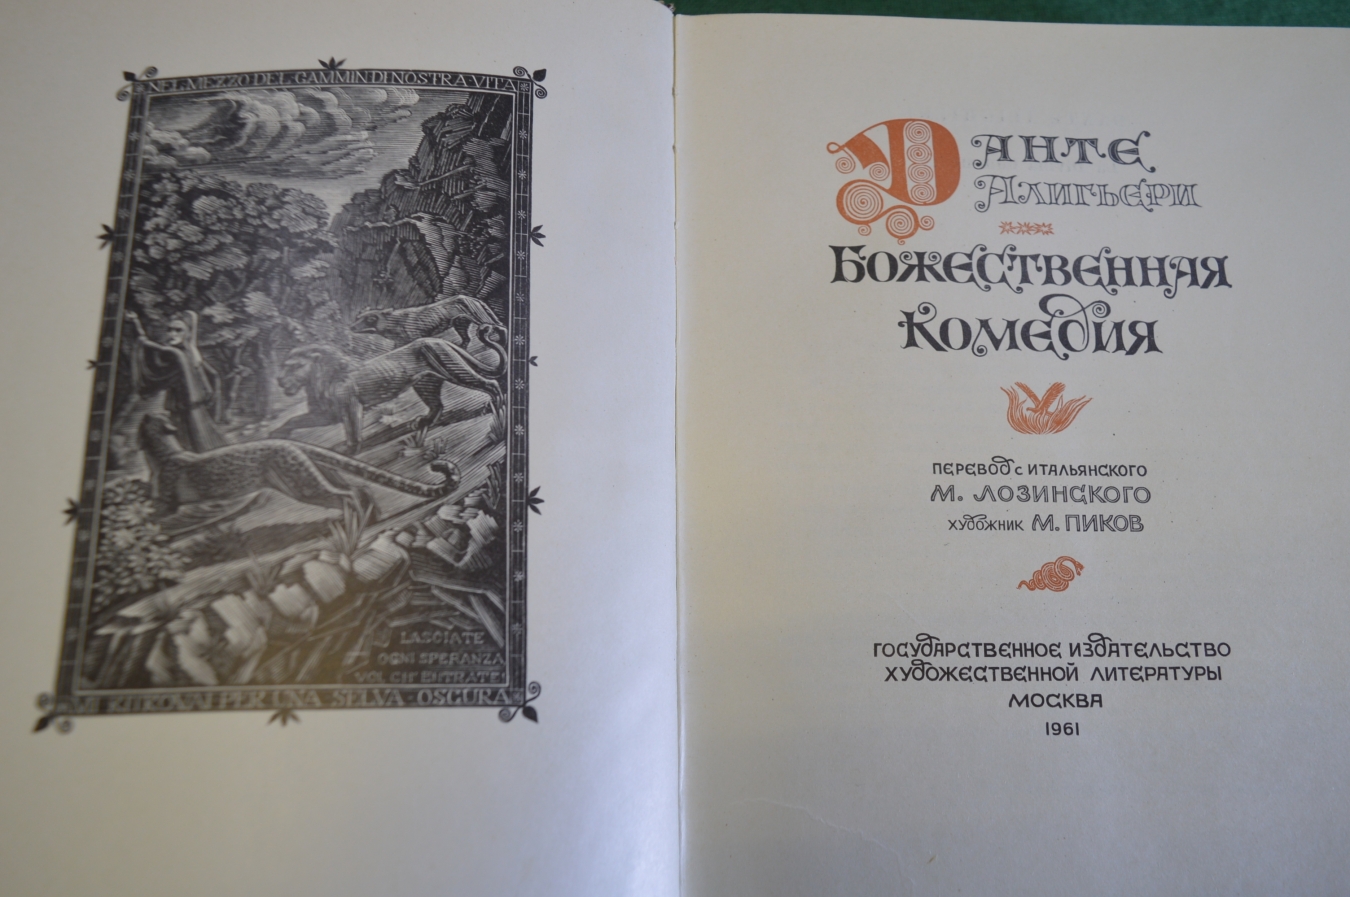 NEL MEZZO DEL CAMMIN DI NOSTRA VITA
LASCIATE
OGNI SPERANZA
VOI CH' ENTRATE
MI RITROVAI PER UNA SELVA OSCURA
ДАНТЕ
АЛИГЬЕРИ
БОЖЕСТВЕННАЯ
КОМЕДИЯ
ПЕРЕВОД С ИТАЛЬЯНСКОГО
М. ЛОЗИНСКОГО
ХУДОЖНИК М. ПИКОВ
ГОСУДАРСТВЕННОЕ ИЗДАТЕЛЬСТВО
ХУДОЖЕСТВЕННОЙ ЛИТЕРАТУРЫ
МОСКВА
1961